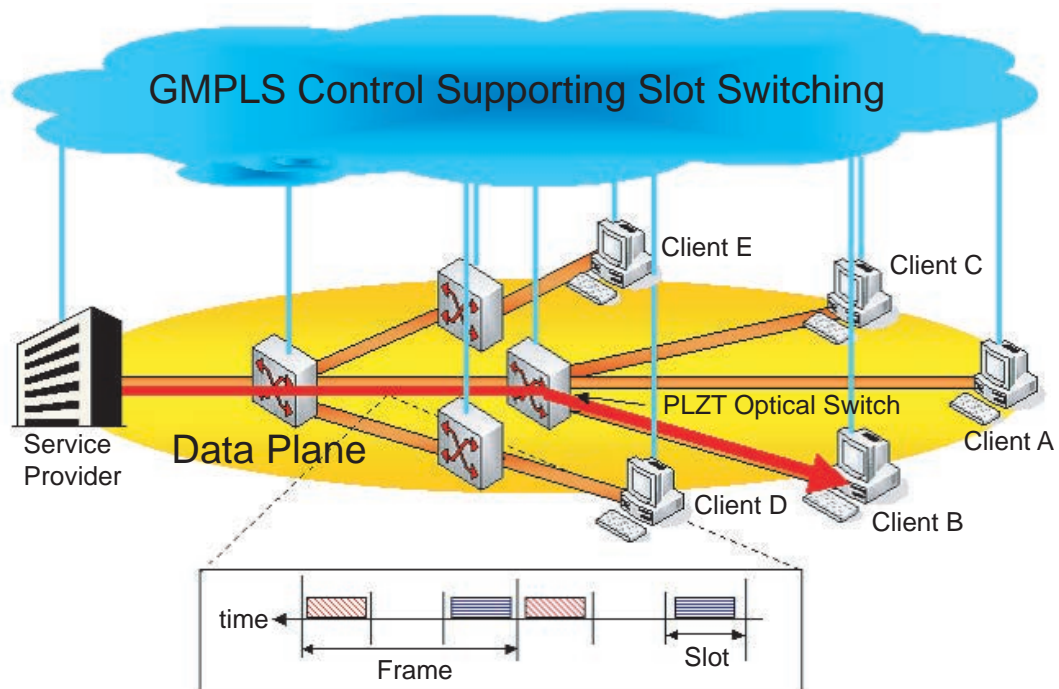 GMPLS Control Supporting Slot Switching
Client E
Client C
PLZT Optical Switch
Service
Provider
Data Plane
Client A
Client D
Client B
time
Frame
Slot